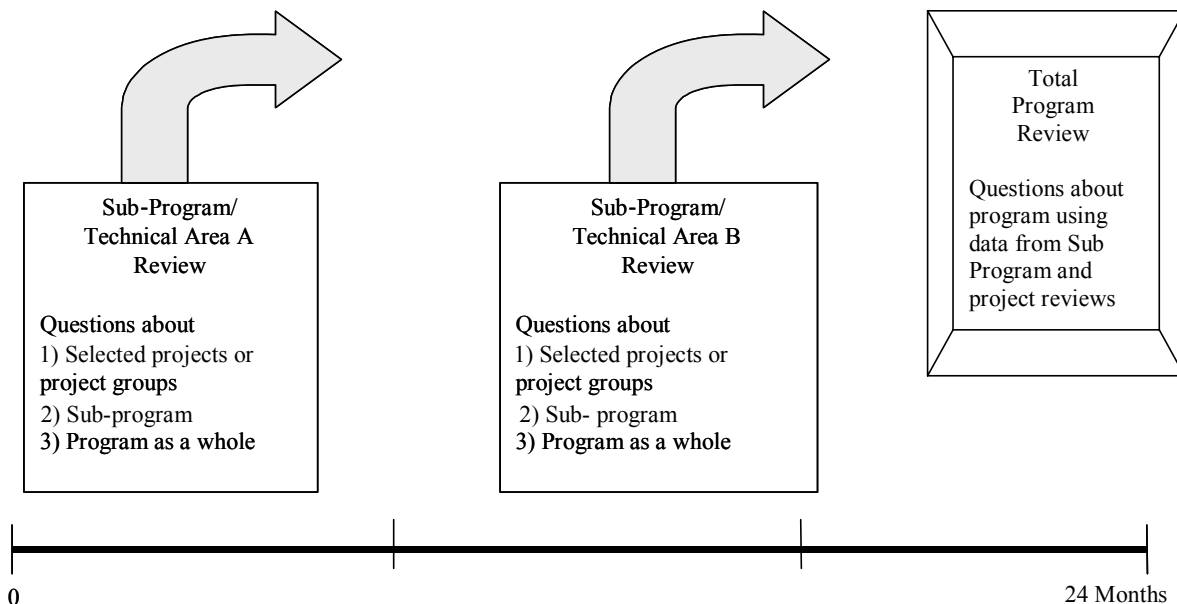 Sub-Program/
Technical Area A
Review
Questions about
1) Selected projects or
project groups
2) Sub-program
3) Program as a whole
Sub-Program/
Technical Area B
Review
Questions about
1) Selected projects or
project groups
2) Sub- program
3) Program as a whole
Total
Program
Review
Questions about
program using
data from Sub
Program and
project reviews
0
24 Months